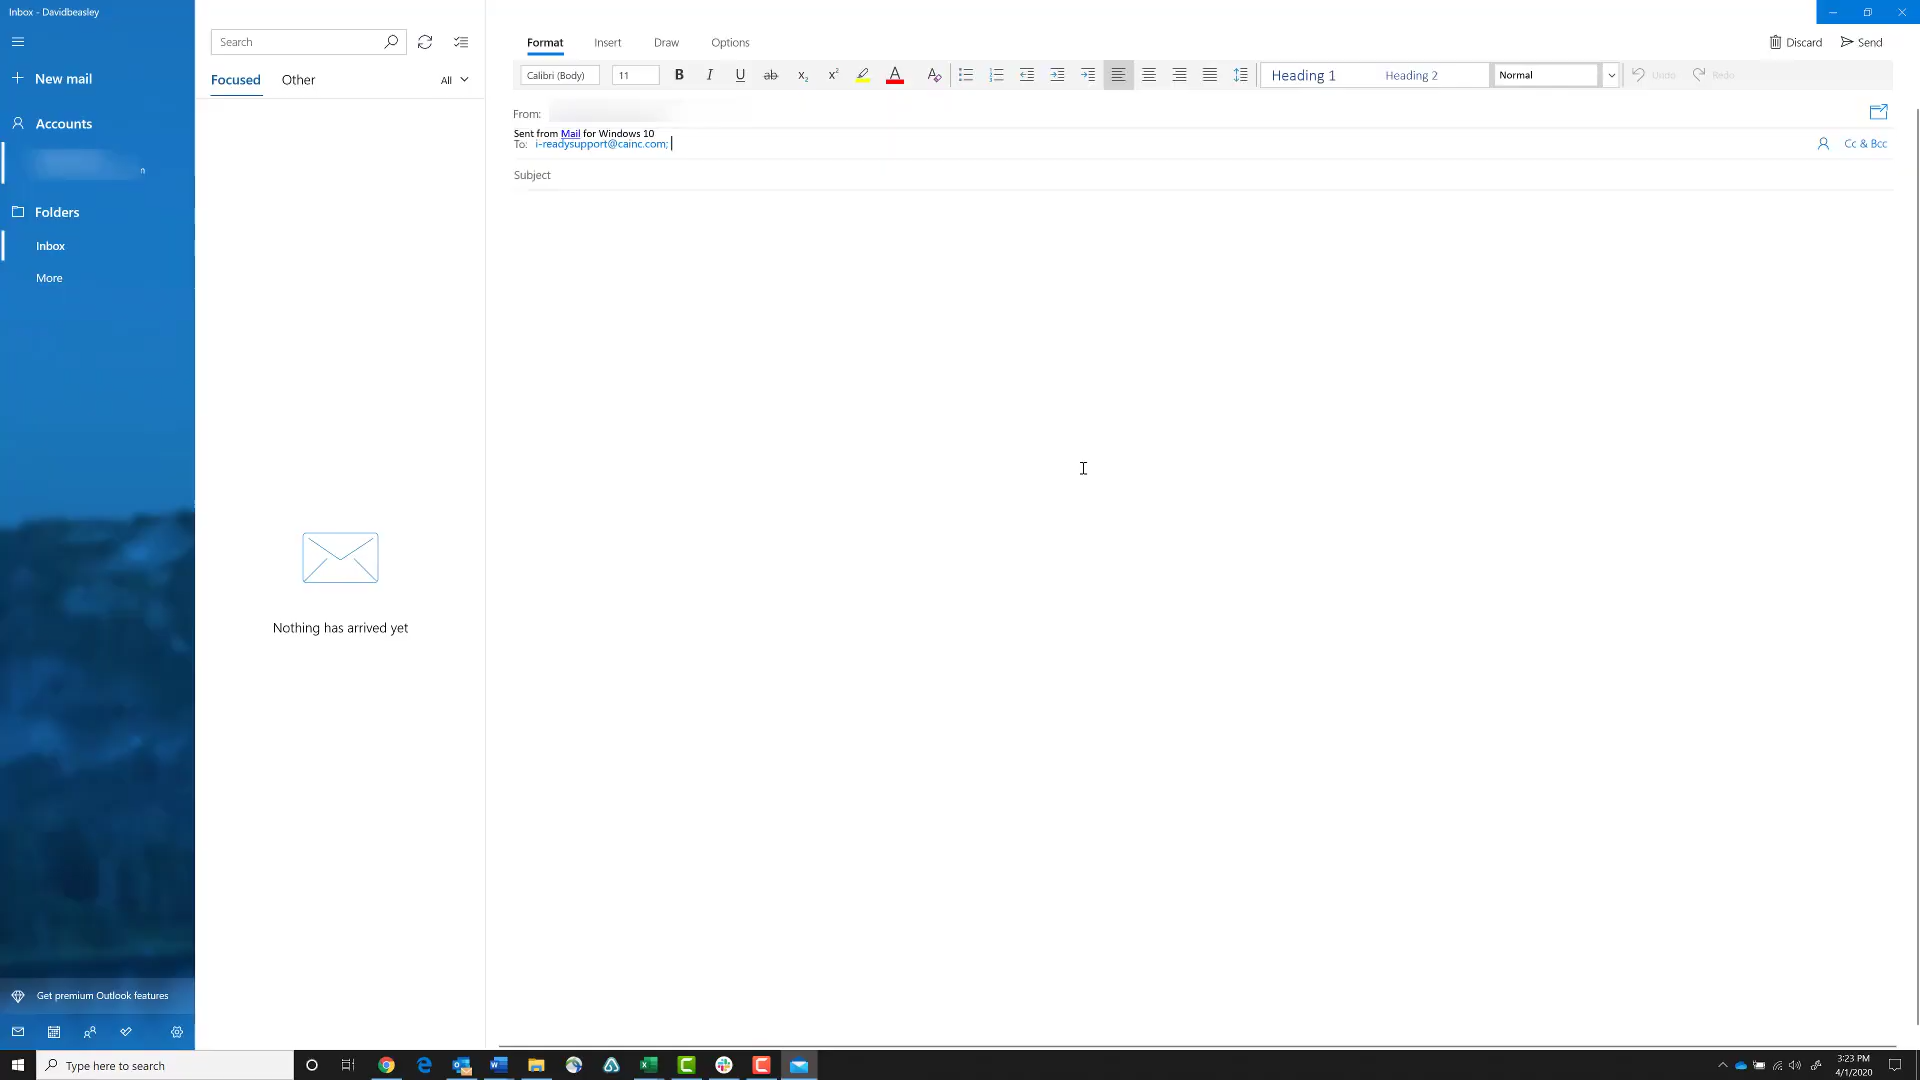 Inbox - Davidbeasley
New mail
Accounts
Folders
Inbox
More
Get premium Outlook features
Search
Focused
Other
All
Nothing has arrived yet
Format
Insert
Draw
Options
Discard
Send
Calibri (Body)
11
B
I
U
ab
x₂
x²
A
A
Heading 1
Heading 2
Normal
Undo
Redo
From:
Sent from Mail for Windows 10
To: i-readysupport@cainc.com;
Cc & Bcc
Subject
Type here to search
3:23 PM
4/1/2020